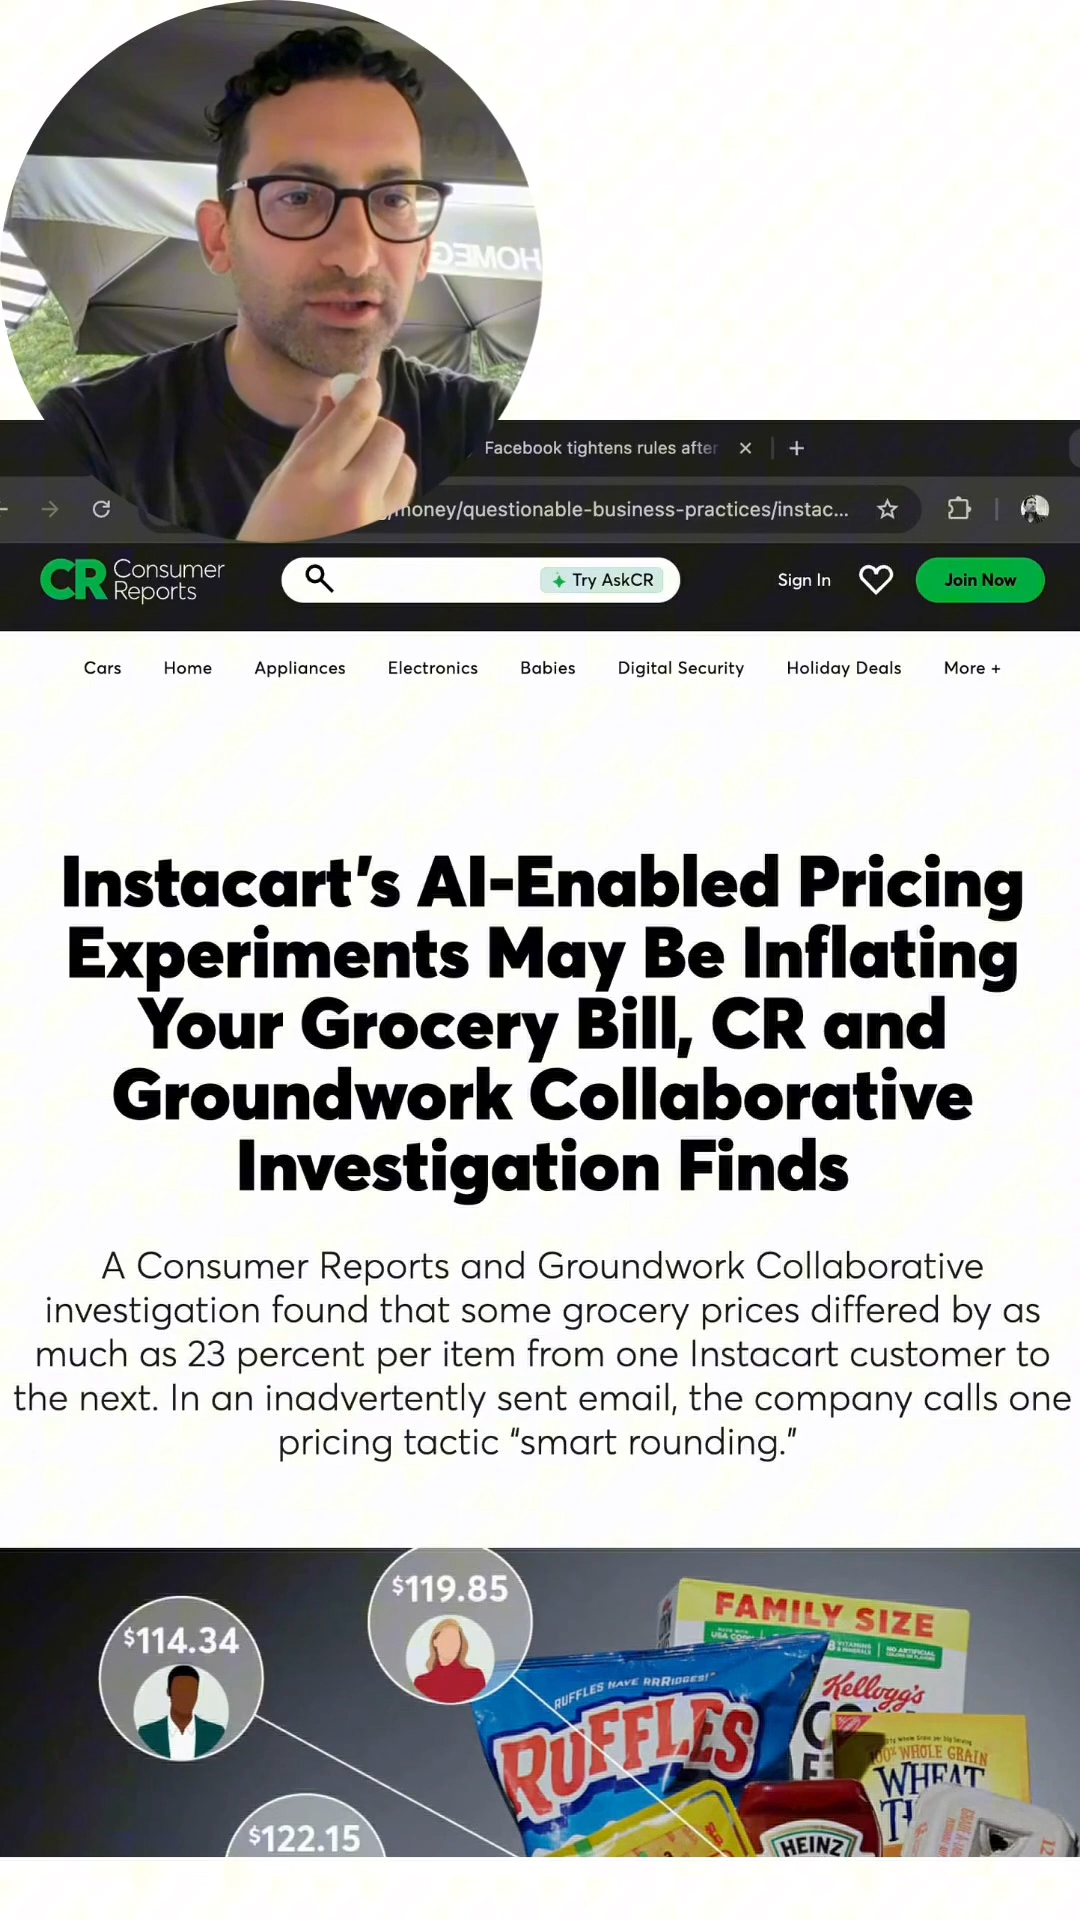 Facebook tightens rules after
money/questionable-business-practices/instac...
CR Consumer Reports
Try AskCR
Sign In
Join Now
Cars Home Appliances Electronics Babies Digital Security Holiday Deals More +
Instacart's AI-Enabled Pricing
Experiments May Be Inflating
Your Grocery Bill, CR and
Groundwork Collaborative
Investigation Finds
A Consumer Reports and Groundwork Collaborative
investigation found that some grocery prices differed by as
much as 23 percent per item from one Instacart customer to
the next. In an inadvertently sent email, the company calls one
pricing tactic "smart rounding."
$119.85
$114.34
$122.15
FAMILY SIZE
Kellogg's
RUFFLES HAVE RRRIDGES!
RUFFLES
100% WHOLE GRAIN
WHEAT
HEINZ
12